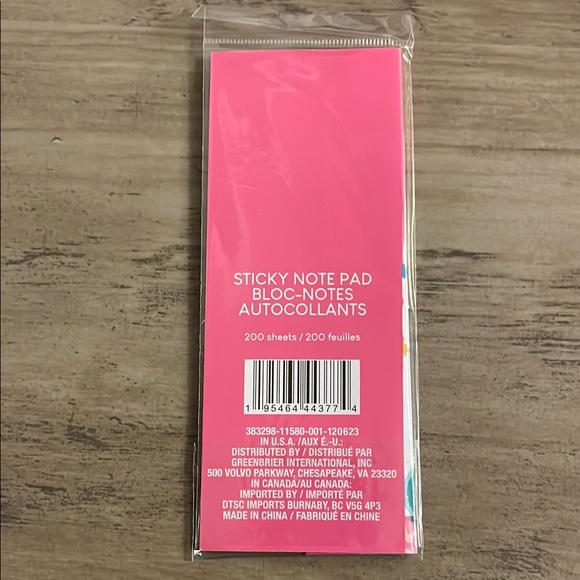 STICKY NOTE PAD
BLOC-NOTES
AUTOCOLLANTS
200 sheets / 200 feuilles
1 95464 44377 4
383298-11580-001-120623
IN U.S.A. /AUX É.-U.:
DISTRIBUTED BY / DISTRIBUÉ PAR
GREENBRIER INTERNATIONAL, INC
500 VOLVO PARKWAY, CHESAPEAKE, VA 23320
IN CANADA/AU CANADA:
IMPORTED BY / IMPORTÉ PAR
DTSC IMPORTS BURNABY, BC V5G 4P3
MADE IN CHINA / FABRIQUÉ EN CHINE